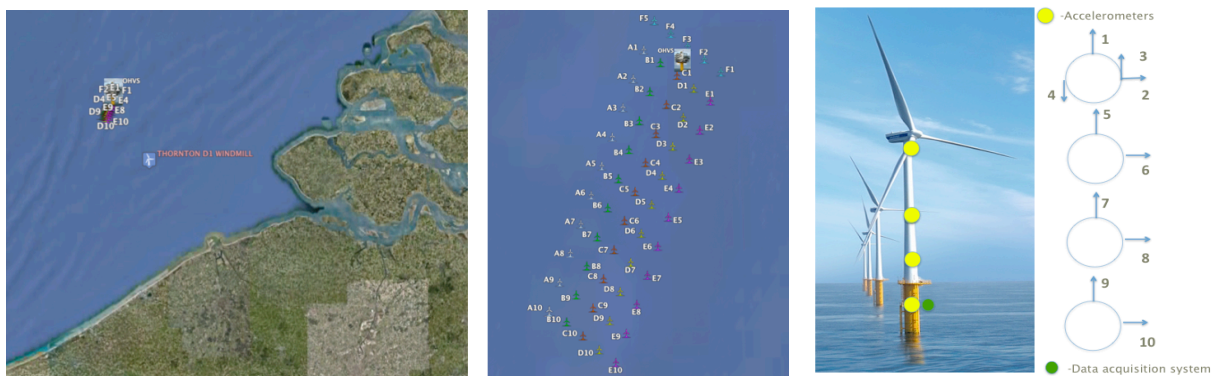 OHVS
F2 E1 F1
D4 E5 E4
D9 E9 E8
D10 E10
THORNTON D1 WINDMILL
F5
F4
F3
A1
OHVS
F2
B1
C1
F1
A2
D1
B2
E1
A3
C2
B3
D2
E2
A4
C3
B4
D3
E3
A5
C4
B5
D4
E4
A6
C5
B6
D5
E5
A7
C6
B7
D6
E6
A8
C7
B8
D7
E7
A9
C8
B9
D8
E8
A10
C9
B10
D9
E9
C10
D10
E10
-Accelerometers
1
3
2
4
5
6
7
8
9
10
-Data acquisition system